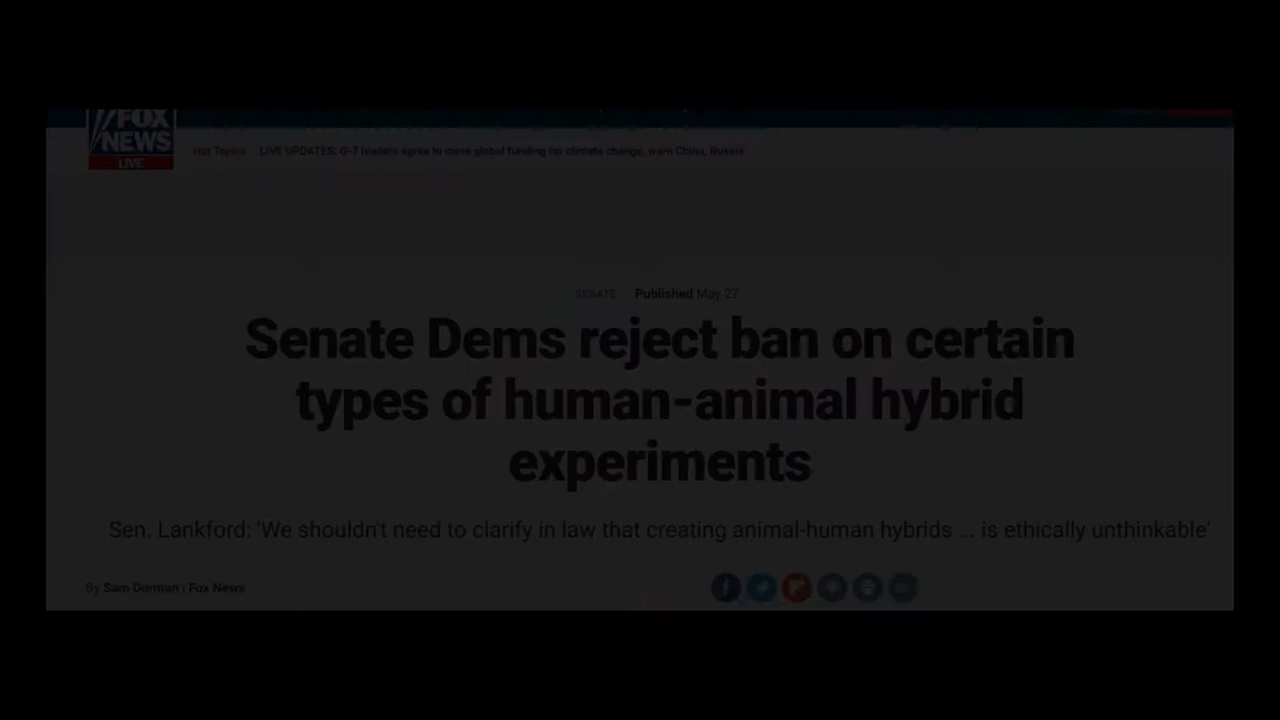 FOX
NEWS
LIVE
Hot Topics LIVE UPDATES: G-7 leaders agree to more global funding for climate change, warn China, Russia
SENATE Published May 27
Senate Dems reject ban on certain
types of human-animal hybrid
experiments
Sen. Lankford: 'We shouldn't need to clarify in law that creating animal-human hybrids ... is ethically unthinkable'
By Sam Dorman | Fox News